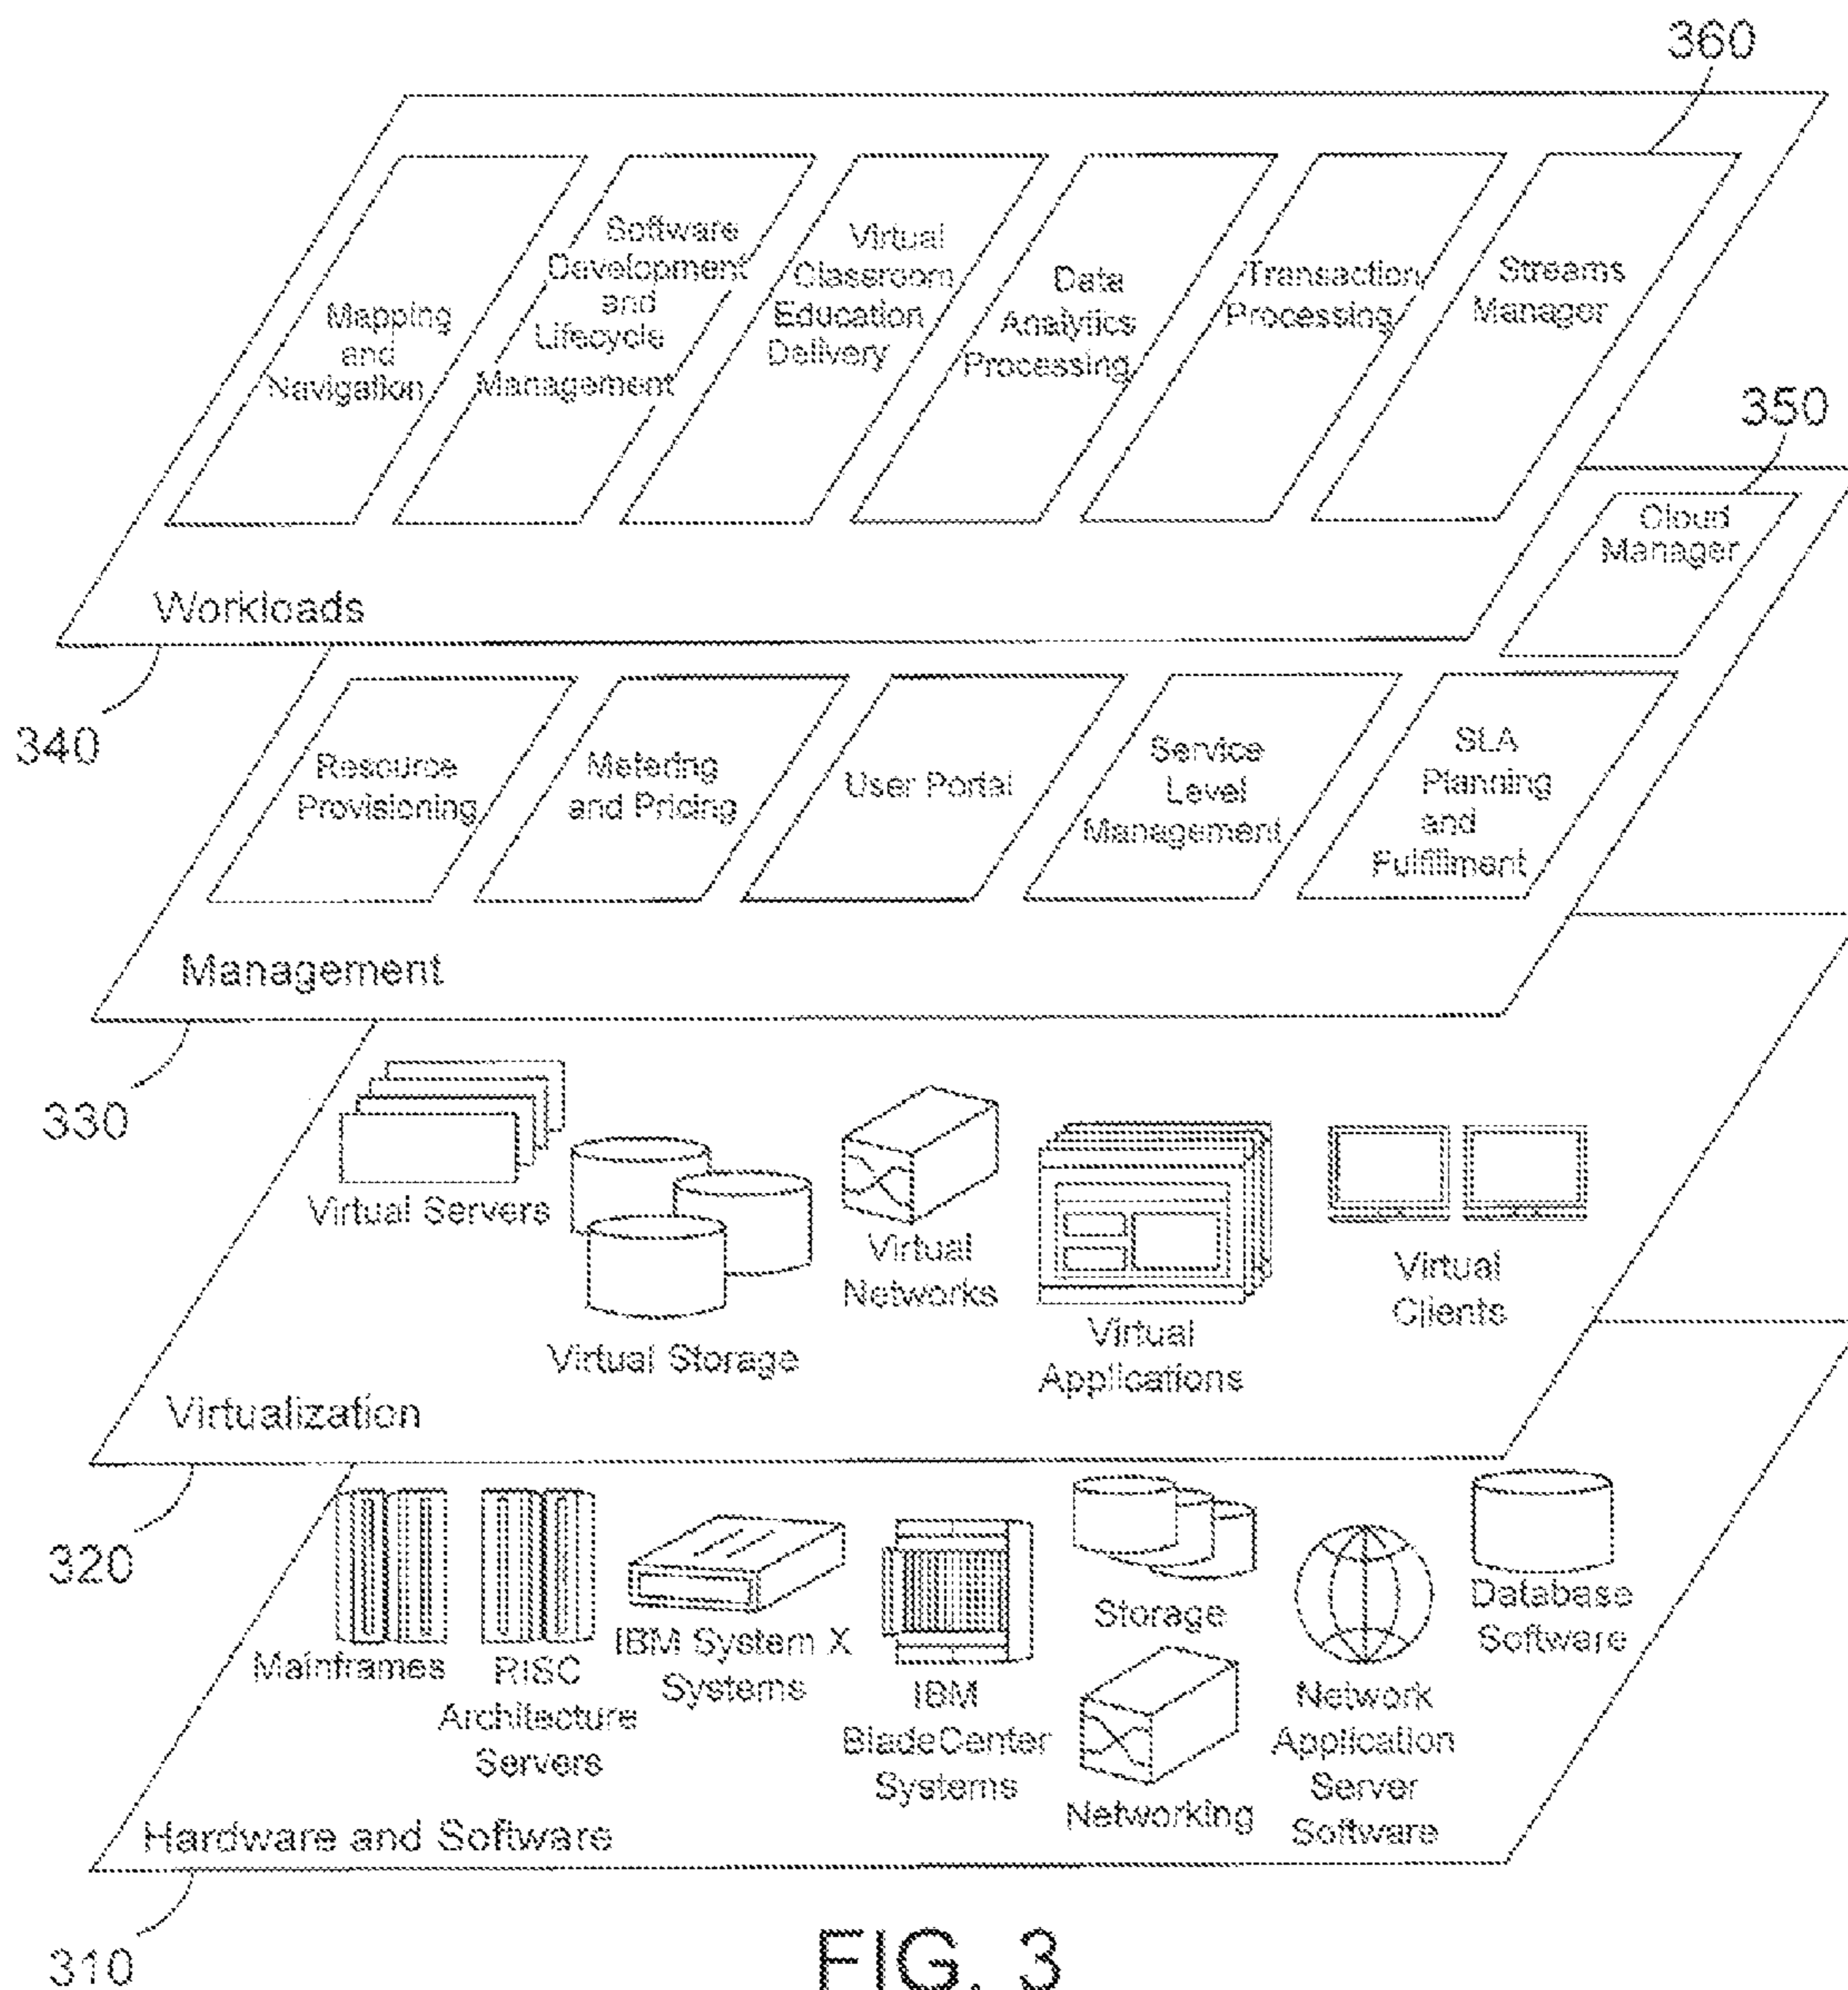 360
Mapping
and
Navigation
Software
Development
and
Lifecycle
Management
Virtual
Classroom
Education
Delivery
Data
Analytics
Processing
Transaction
Processing
Streams
Manager
350
Cloud
Manager
Workloads
340
Resource
Provisioning
Metering
and Pricing
User Portal
Service
Level
Management
SLA
Planning
and
Fulfillment
Management
330
Virtual Servers
Virtual Storage
Virtual
Networks
Virtual
Applications
Virtual
Clients
Virtualization
320
Mainframes
RISC
Architecture
Servers
IBM System X
Systems
IBM
BladeCenter
Systems
Storage
Networking
Network
Application
Server
Software
Database
Software
Hardware and Software
310
FIG. 3